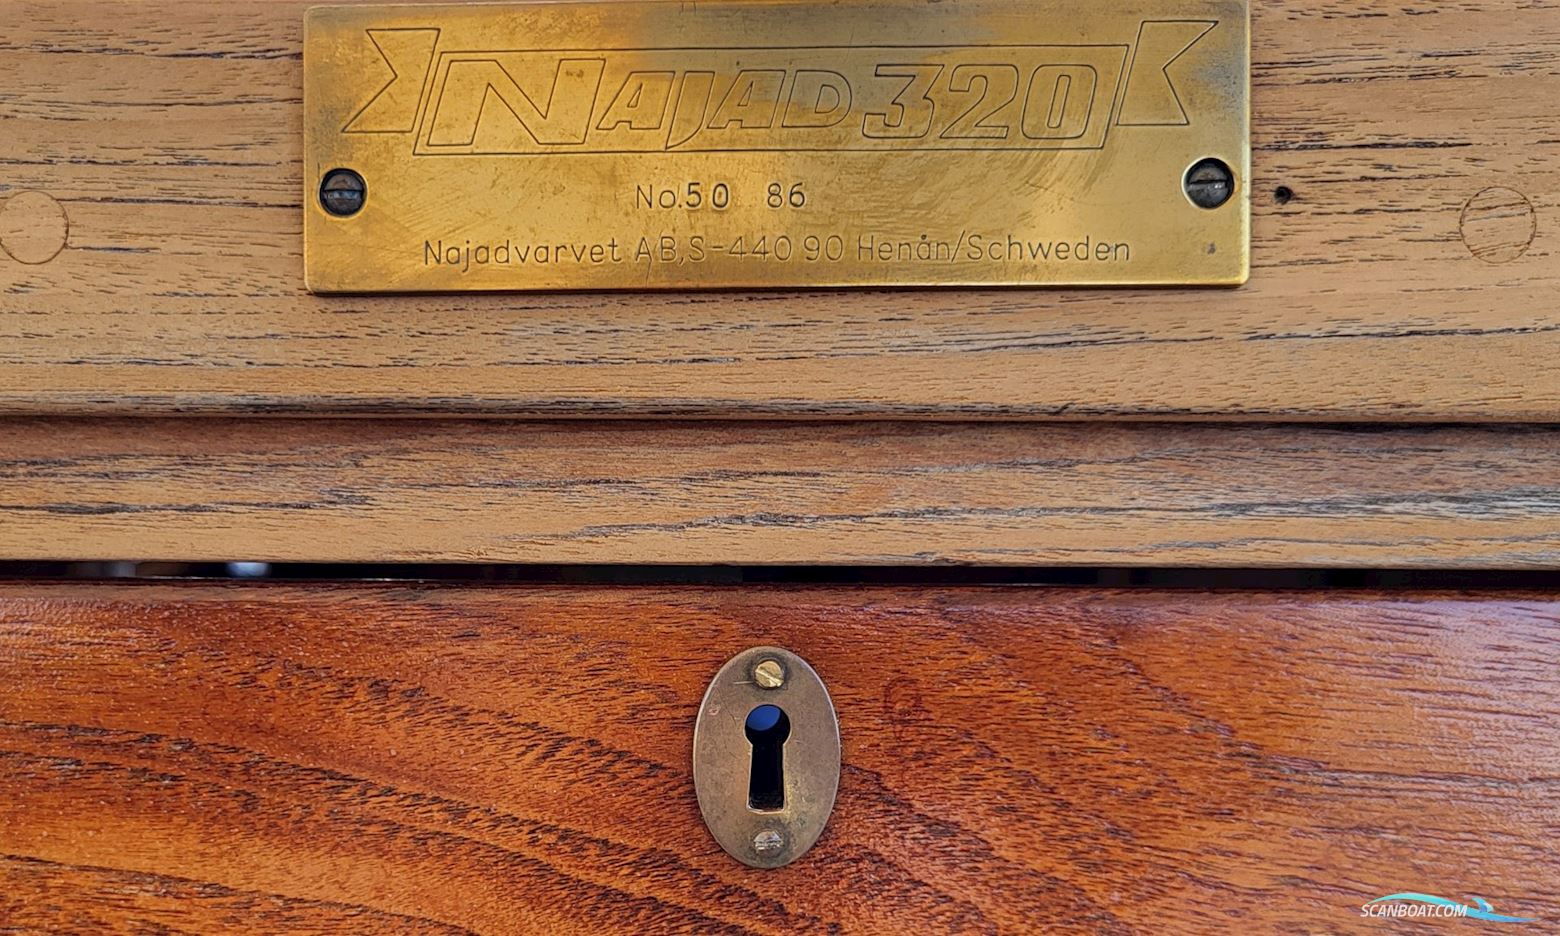 NAJAD 320
No.50 86
Najadvarvet AB,S-440 90 Henån/Schweden
SCANBOAT.COM